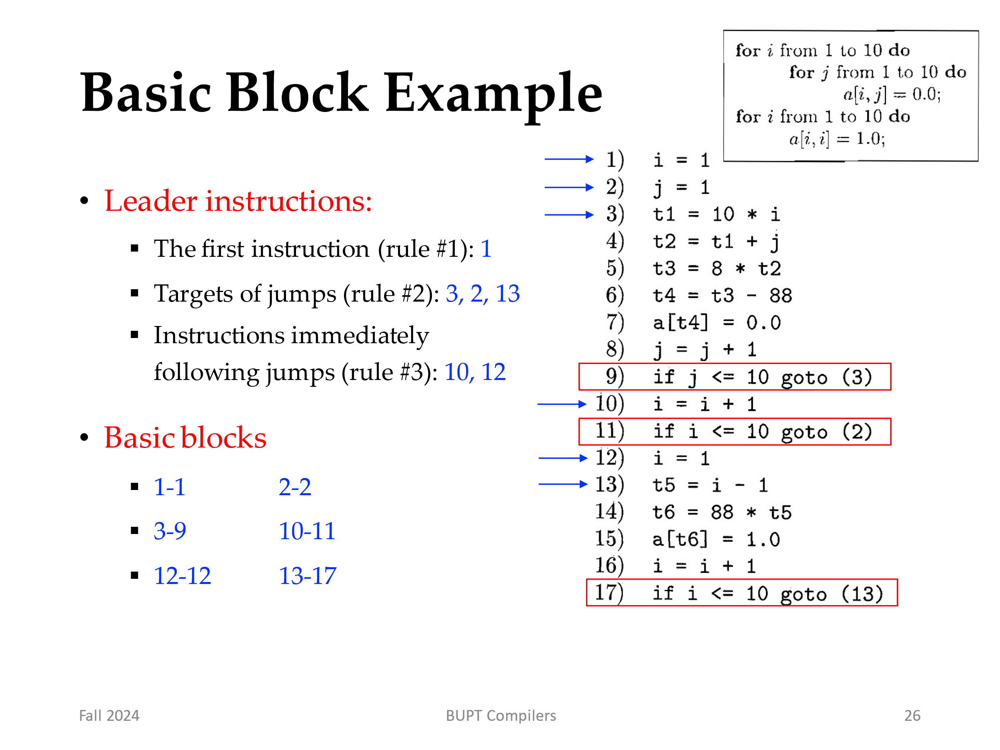 for i from 1 to 10 do
for j from 1 to 10 do
a[i, j] = 0.0;
for i from 1 to 10 do
a[i, i] = 1.0;
Basic Block Example
• Leader instructions:
▪ The first instruction (rule #1): 1
▪ Targets of jumps (rule #2): 3, 2, 13
▪ Instructions immediately
following jumps (rule #3): 10, 12
• Basic blocks
▪ 1-1 2-2
▪ 3-9 10-11
▪ 12-12 13-17
1) i = 1
2) j = 1
3) t1 = 10 * i
4) t2 = t1 + j
5) t3 = 8 * t2
6) t4 = t3 - 88
7) a[t4] = 0.0
8) j = j + 1
9) if j <= 10 goto (3)
10) i = i + 1
11) if i <= 10 goto (2)
12) i = 1
13) t5 = i - 1
14) t6 = 88 * t5
15) a[t6] = 1.0
16) i = i + 1
17) if i <= 10 goto (13)
Fall 2024
BUPT Compilers
26